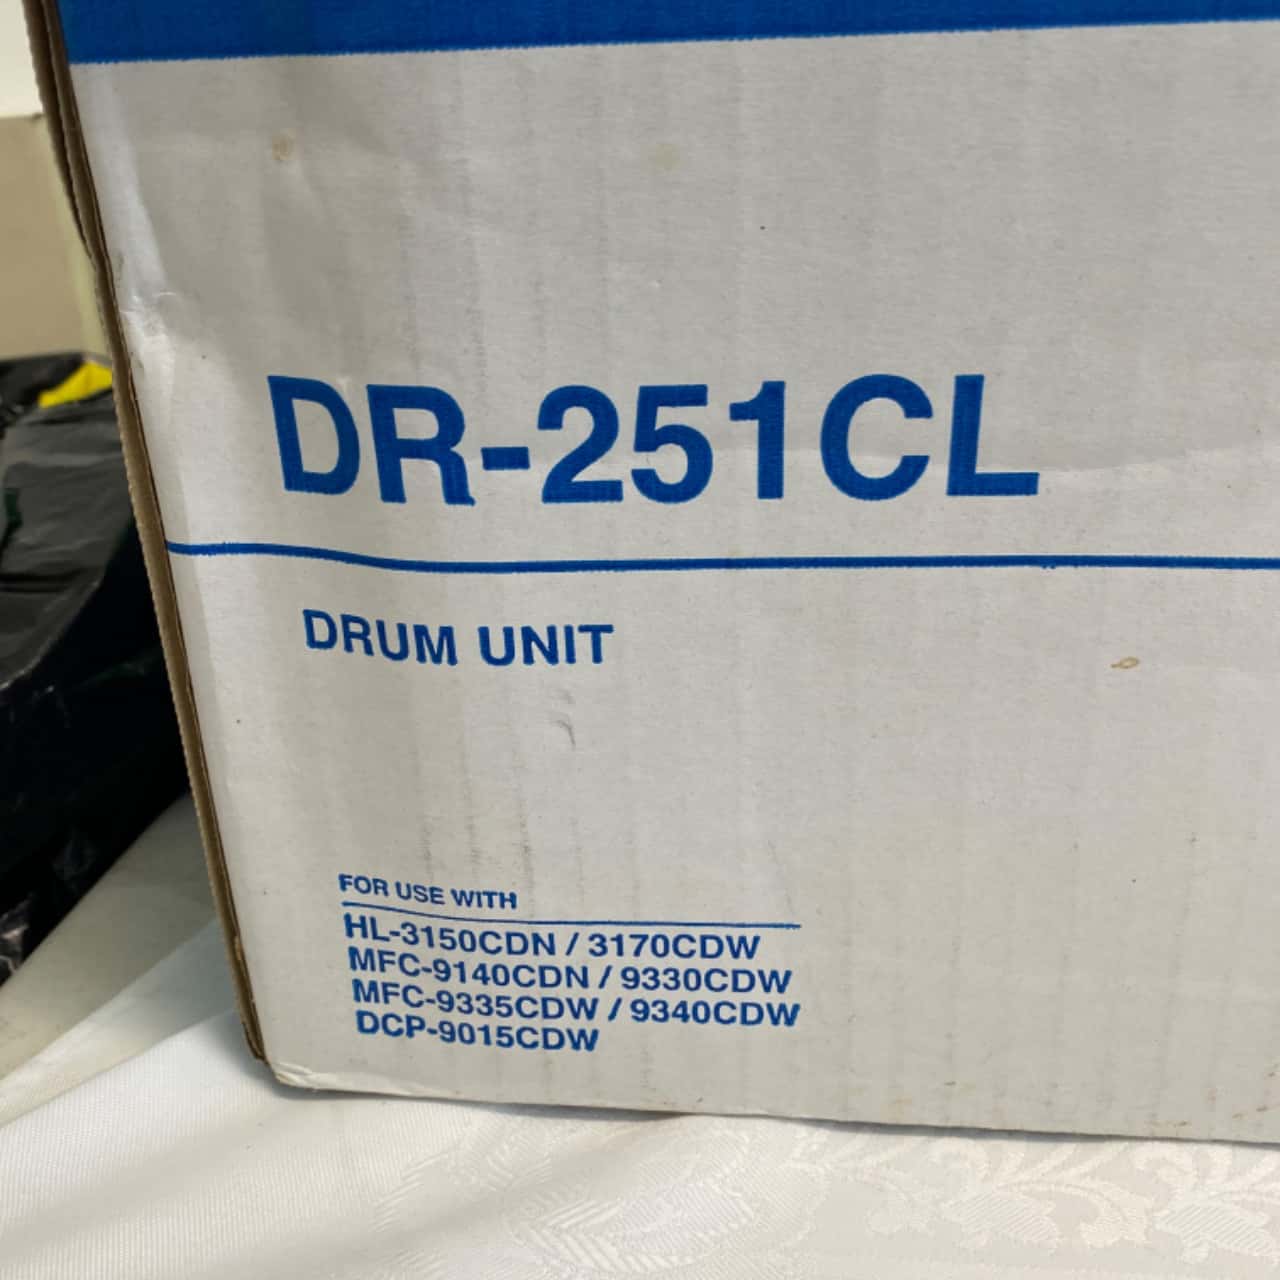 DR-251CL
DRUM UNIT
FOR USE WITH
HL-3150CDN / 3170CDW
MFC-9140CDN / 9330CDW
MFC-9335CDW / 9340CDW
DCP-9015CDW